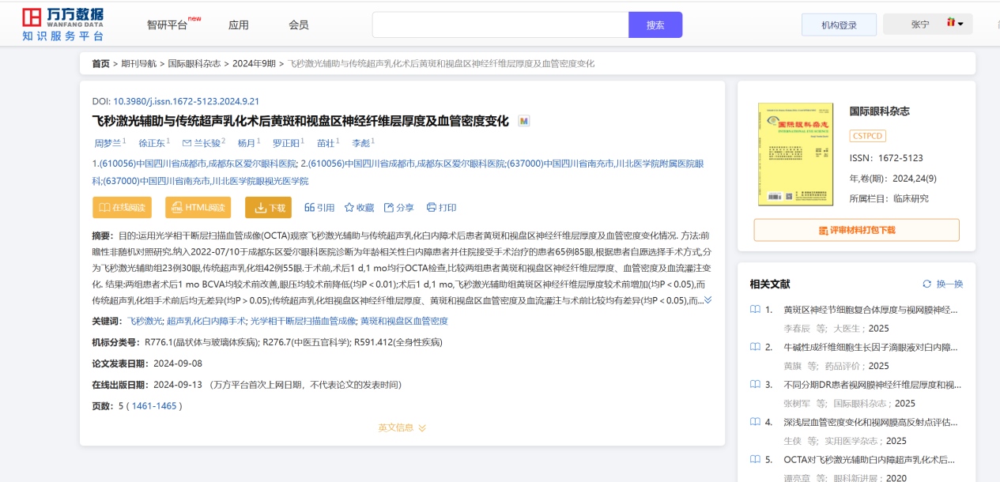 万方数据
WANFANG DATA
知识服务平台
智研平台 new 应用 会员 搜索 机构登录 张宁
首页 > 期刊导航 > 国际眼科杂志 > 2024年9期 > 飞秒激光辅助与传统超声乳化术后黄斑和视盘区神经纤维层厚度及血管密度变化
DOI: 10.3980/j.issn.1672-5123.2024.9.21
飞秒激光辅助与传统超声乳化术后黄斑和视盘区神经纤维层厚度及血管密度变化 M
周梦兰1 徐正东1 兰长骏2 杨月1 罗正阳1 苗壮1 李彪1
1.(610056)中国四川省成都市,成都东区爱尔眼科医院; 2.(610056)中国四川省成都市,成都东区爱尔眼科医院;(637000)中国四川省南充市,川北医学院附属医院眼
科;(637000)中国四川省南充市,川北医学院眼视光医学院
在线阅读 HTML阅读 下载 引用 收藏 分享 打印
摘要：目的:运用光学相干断层扫描血管成像(OCTA)观察飞秒激光辅助与传统超声乳化白内障术后患者黄斑和视盘区神经纤维层厚度及血管密度变化情况. 方法:前
瞻性非随机对照研究.纳入2022-07/10于成都东区爱尔眼科医院诊断为年龄相关性白内障患者并住院接受手术治疗的患者65例85眼,根据患者自愿选择手术方式,分
为飞秒激光辅助组23例30眼,传统超声乳化组42例55眼.于术前,术后1 d,1 mo均行OCTA检查,比较两组患者黄斑和视盘区神经纤维层厚度、血管密度及血流灌注变
化. 结果:两组患者术后1 mo BCVA均较术前改善,眼压均较术前降低(均P < 0.01);术后1 d,1 mo,飞秒激光辅助组黄斑区神经纤维层厚度较术前增加(均P < 0.05),而
传统超声乳化组手术前后均无差异(均P > 0.05);传统超声乳化组视盘区神经纤维层厚度、黄斑和视盘区血管密度及血流灌注与术前比较均有差异(均P < 0.05),而...
关键词：飞秒激光; 超声乳化白内障手术; 光学相干断层扫描血管成像; 黄斑和视盘区血管密度
机标分类号：R776.1(晶状体与玻璃体疾病); R276.7(中医五官科学); R591.412(全身性疾病)
论文发表日期：2024-09-08
在线出版日期：2024-09-13 （万方平台首次上网日期，不代表论文的发表时间）
页数：5 ( 1461-1465 )
英文信息
国际眼科杂志
INTERNATIONAL EYE SCIENCE
国际眼科杂志
CSTPCD
ISSN：1672-5123
年,卷(期)：2024,24(9)
所属栏目：临床研究
评审材料打包下载
相关文献 换一换
1. 黄斑区神经节细胞复合体厚度与视网膜神经...
李春辰 等; 大医生 ; 2025
2. 牛碱性成纤维细胞生长因子滴眼液对白内障...
黄旗 等; 药品评价 ; 2025
3. 不同分期DR患者视网膜神经纤维层厚度和视...
张树军 等; 国际眼科杂志 ; 2025
4. 深浅层血管密度变化和视网膜高反射点评估...
生侠 等; 实用医学杂志 ; 2025
5. OCTA对飞秒激光辅助白内障超声乳化术后...
谭亮章 等; 眼科新进展 ; 2020